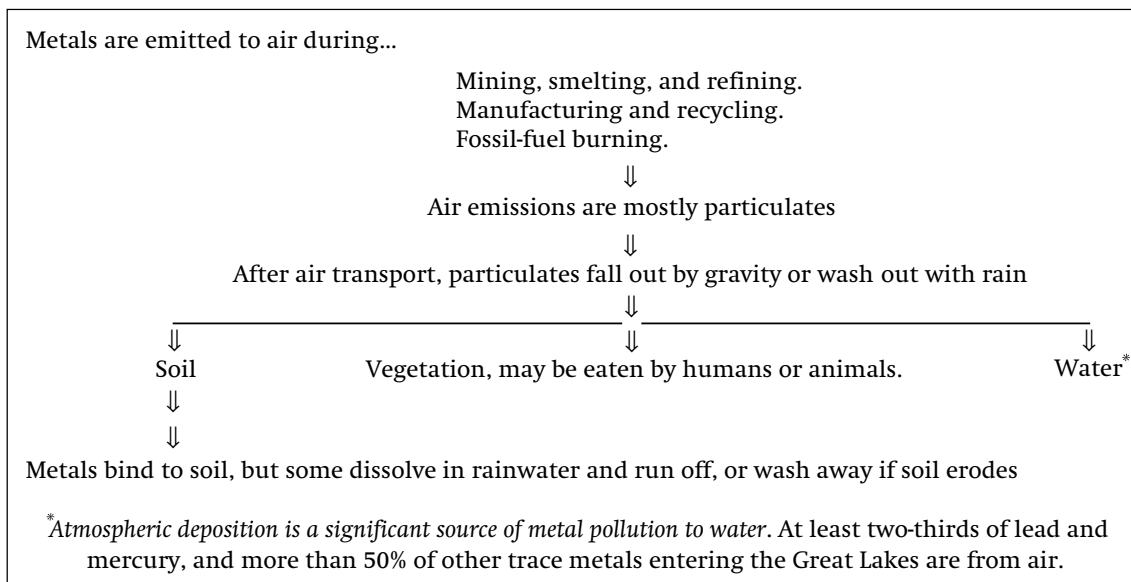 Metals are emitted to air during...
Mining, smelting, and refining.
Manufacturing and recycling.
Fossil-fuel burning.
⇓
Air emissions are mostly particulates
⇓
After air transport, particulates fall out by gravity or wash out with rain
⇓
⇓ ⇓ ⇓
Soil Vegetation, may be eaten by humans or animals. Water*
⇓
⇓
Metals bind to soil, but some dissolve in rainwater and run off, or wash away if soil erodes
*Atmospheric deposition is a significant source of metal pollution to water. At least two-thirds of lead and
mercury, and more than 50% of other trace metals entering the Great Lakes are from air.